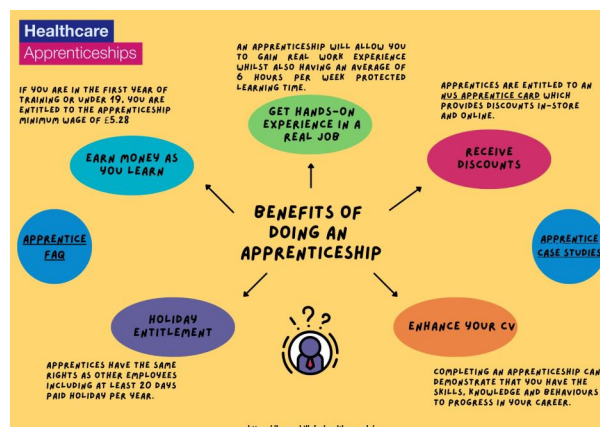 Healthcare
Apprenticeships
AN APPRENTICESHIP WILL ALLOW YOU
TO GAIN REAL WORK EXPERIENCE
WHILST ALSO HAVING AN AVERAGE OF
6 HOURS PER WEEK PROTECTED
LEARNING TIME.
IF YOU ARE IN THE FIRST YEAR OF
TRAINING OR UNDER 19, YOU ARE
ENTITLED TO THE APPRENTICESHIP
MINIMUM WAGE OF £5.28
APPRENTICES ARE ENTITLED TO AN
NUS APPRENTICE CARD WHICH
PROVIDES DISCOUNTS IN-STORE
AND ONLINE.
GET HANDS-ON
EXPERIENCE IN A
REAL JOB
EARN MONEY AS
YOU LEARN
RECEIVE
DISCOUNTS
BENEFITS OF
DOING AN
APPRENTICESHIP
APPRENTICE
FAQ
APPRENTICE
CASE STUDIES
HOLIDAY
ENTITLEMENT
ENHANCE YOUR CV
APPRENTICES HAVE THE SAME
RIGHTS AS OTHER EMPLOYEES
INCLUDING AT LEAST 20 DAYS
PAID HOLIDAY PER YEAR.
COMPLETING AN APPRENTICESHIP CAN
DEMONSTRATE THAT YOU HAVE THE
SKILLS, KNOWLEDGE AND BEHAVIOURS
TO PROGRESS IN YOUR CAREER.